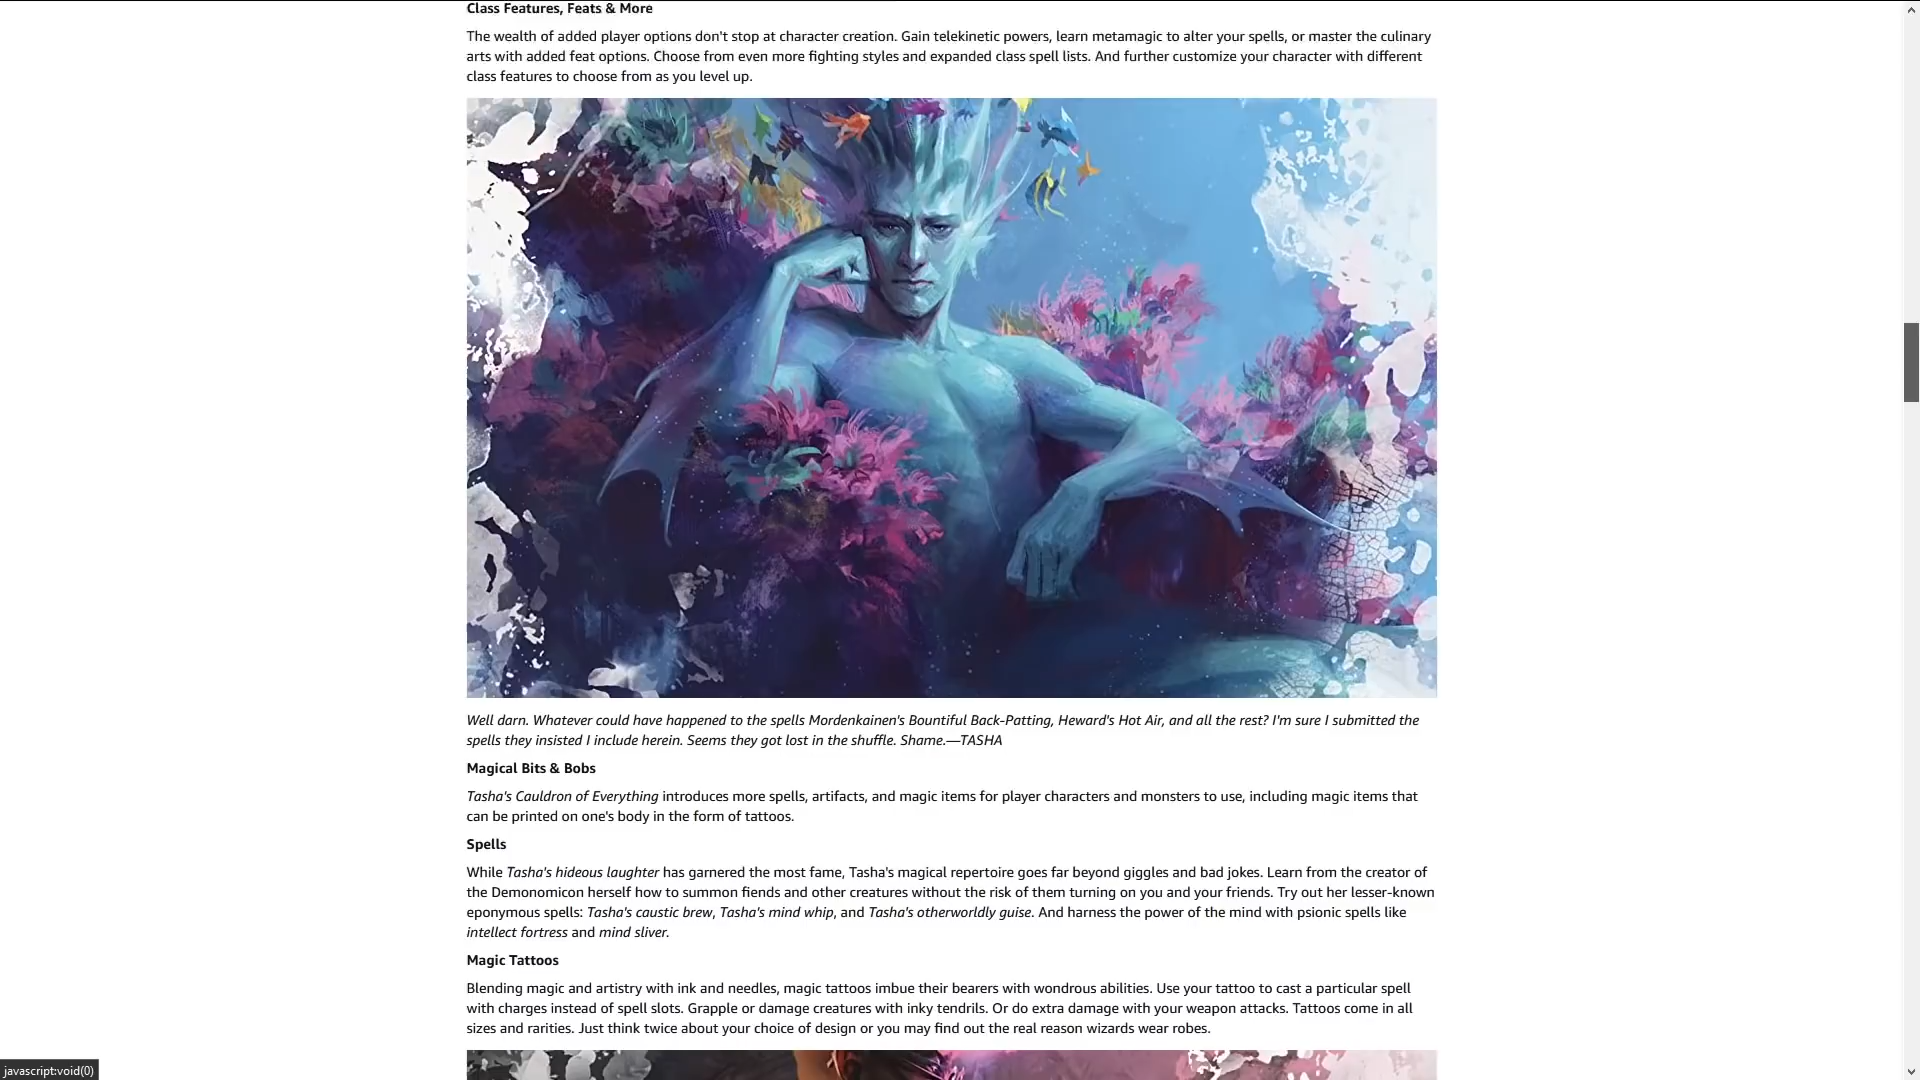 Class Features, Feats & More
The wealth of added player options don't stop at character creation. Gain telekinetic powers, learn metamagic to alter your spells, or master the culinary
arts with added feat options. Choose from even more fighting styles and expanded class spell lists. And further customize your character with different
class features to choose from as you level up.
Well darn. Whatever could have happened to the spells Mordenkainen's Bountiful Back-Patting, Heward's Hot Air, and all the rest? I'm sure I submitted the
spells they insisted I include herein. Seems they got lost in the shuffle. Shame.—TASHA
Magical Bits & Bobs
Tasha's Cauldron of Everything introduces more spells, artifacts, and magic items for player characters and monsters to use, including magic items that
can be printed on one's body in the form of tattoos.
Spells
While Tasha's hideous laughter has garnered the most fame, Tasha's magical repertoire goes far beyond giggles and bad jokes. Learn from the creator of
the Demonomicon herself how to summon fiends and other creatures without the risk of them turning on you and your friends. Try out her lesser-known
eponymous spells: Tasha's caustic brew, Tasha's mind whip, and Tasha's otherworldly guise. And harness the power of the mind with psionic spells like
intellect fortress and mind sliver.
Magic Tattoos
Blending magic and artistry with ink and needles, magic tattoos imbue their bearers with wondrous abilities. Use your tattoo to cast a particular spell
with charges instead of spell slots. Grapple or damage creatures with inky tendrils. Or do extra damage with your weapon attacks. Tattoos come in all
sizes and rarities. Just think twice about your choice of design or you may find out the real reason wizards wear robes.
javascript:void(0)